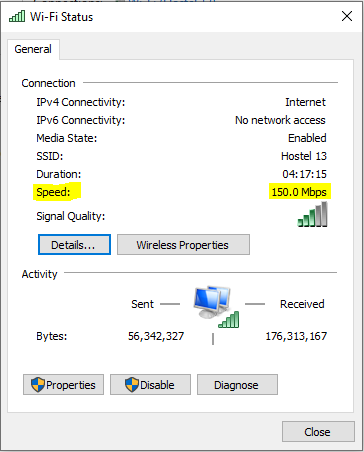 Wi-Fi Status
General
Connection
IPv4 Connectivity: Internet
IPv6 Connectivity: No network access
Media State: Enabled
SSID: Hostel 13
Duration: 04:17:15
Speed: 150.0 Mbps
Signal Quality:
Details... Wireless Properties
Activity
Sent Received
Bytes: 56,342,327 176,313,167
Properties Disable Diagnose
Close